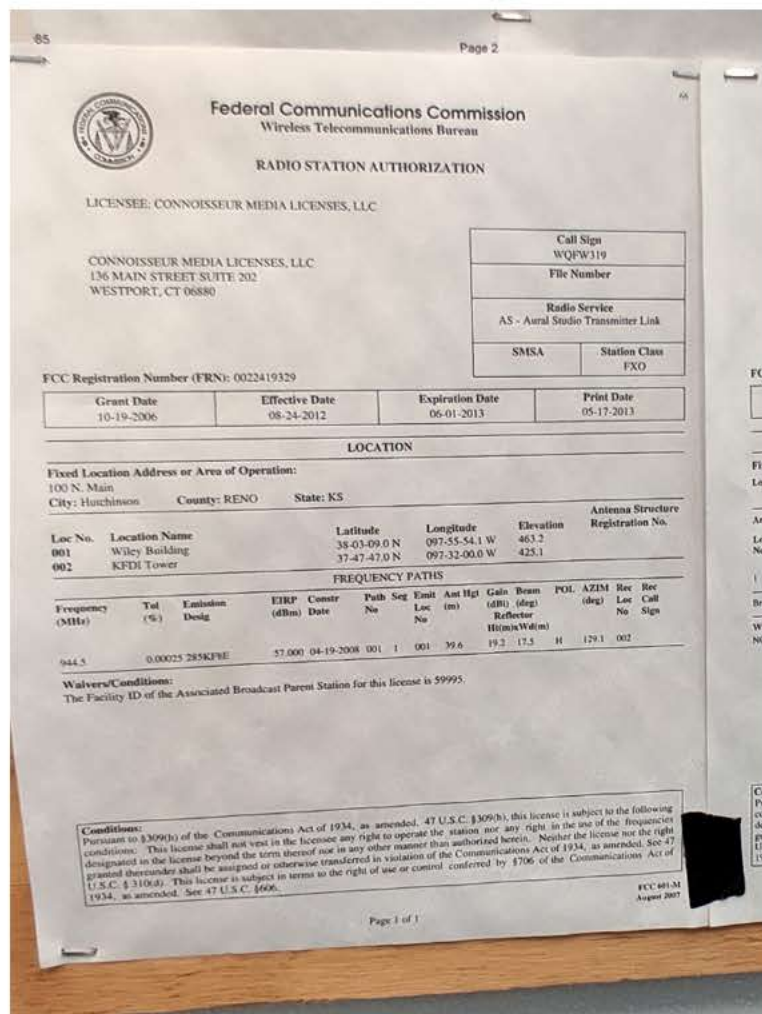 85
Page 2
Federal Communications Commission
Wireless Telecommunications Bureau
RADIO STATION AUTHORIZATION
LICENSEE: CONNOISSEUR MEDIA LICENSES, LLC
CONNOISSEUR MEDIA LICENSES, LLC
136 MAIN STREET SUITE 202
WESTPORT, CT 06880
Call Sign
WQFW319
File Number
Radio Service
AS - Aural Studio Transmitter Link
SMSA Station Class
FXO
FCC Registration Number (FRN): 0022419329
Grant Date Effective Date Expiration Date Print Date
10-19-2006 08-24-2012 06-01-2013 05-17-2013
LOCATION
Fixed Location Address or Area of Operation:
100 N. Main
City: Hutchinson County: RENO State: KS
Antenna Structure
Loc No. Location Name Latitude Longitude Elevation Registration No.
001 Wiley Building 38-03-09.0 N 097-55-54.1 W 463.2
002 KFDI Tower 37-47-47.0 N 097-32-00.0 W 425.1
FREQUENCY PATHS
Frequency Tol Emission EIRP Constr Path Seg Emit Ant Hgt Gain Beam POL AZIM Rec Rec
(MHz) (%) Desig (dBm) Date No Loc (m) (dBi) (deg) (deg) Loc Call
No Reflector No Sign
Ht(m)xWd(m)
944.5 0.00025 285KF8E 57.000 04-19-2008 001 1 001 39.6 19.2 17.5 H 129.1 002
Waivers/Conditions:
The Facility ID of the Associated Broadcast Parent Station for this license is 59995.
Conditions:
Pursuant to §309(h) of the Communications Act of 1934, as amended, 47 U.S.C. §309(h), this license is subject to the following
conditions: This license shall not vest in the licensee any right to operate the station nor any right in the use of the frequencies
designated in the license beyond the term thereof nor in any other manner than authorized herein. Neither the license nor the right
granted thereunder shall be assigned or otherwise transferred in violation of the Communications Act of 1934, as amended. See 47
U.S.C. § 310(d). This license is subject in terms to the right of use or control conferred by §706 of the Communications Act of
1934, as amended. See 47 U.S.C. §606.
FCC 601-M
August 2007
Page 1 of 1